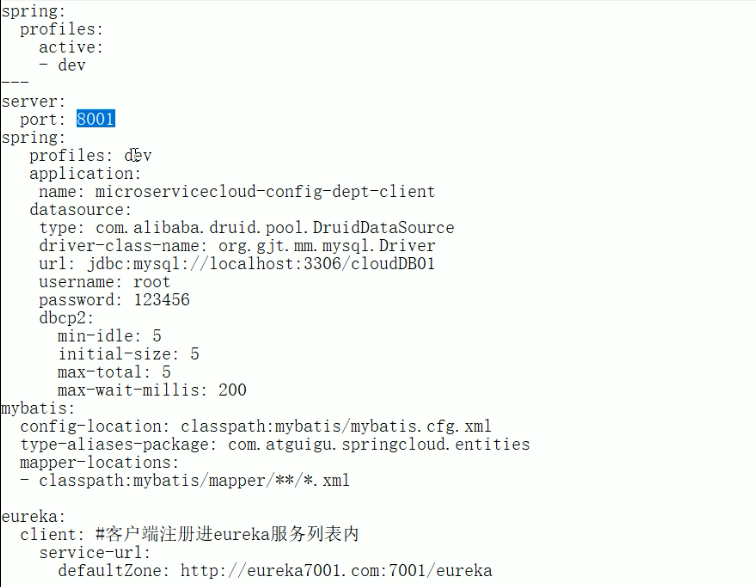 spring:
  profiles:
    active:
    - dev
---
server:
  port: 8001
spring:
   profiles: dev
   application:
    name: microservicecloud-config-dept-client
   datasource:
    type: com.alibaba.druid.pool.DruidDataSource
    driver-class-name: org.gjt.mm.mysql.Driver
    url: jdbc:mysql://localhost:3306/cloudDB01
    username: root
    password: 123456
    dbcp2:
      min-idle: 5
      initial-size: 5
      max-total: 5
      max-wait-millis: 200
mybatis:
  config-location: classpath:mybatis/mybatis.cfg.xml
  type-aliases-package: com.atguigu.springcloud.entities
  mapper-locations:
  - classpath:mybatis/mapper/**/*.xml

eureka:
  client: #客户端注册进eureka服务列表内
    service-url:
      defaultZone: http://eureka7001.com:7001/eureka